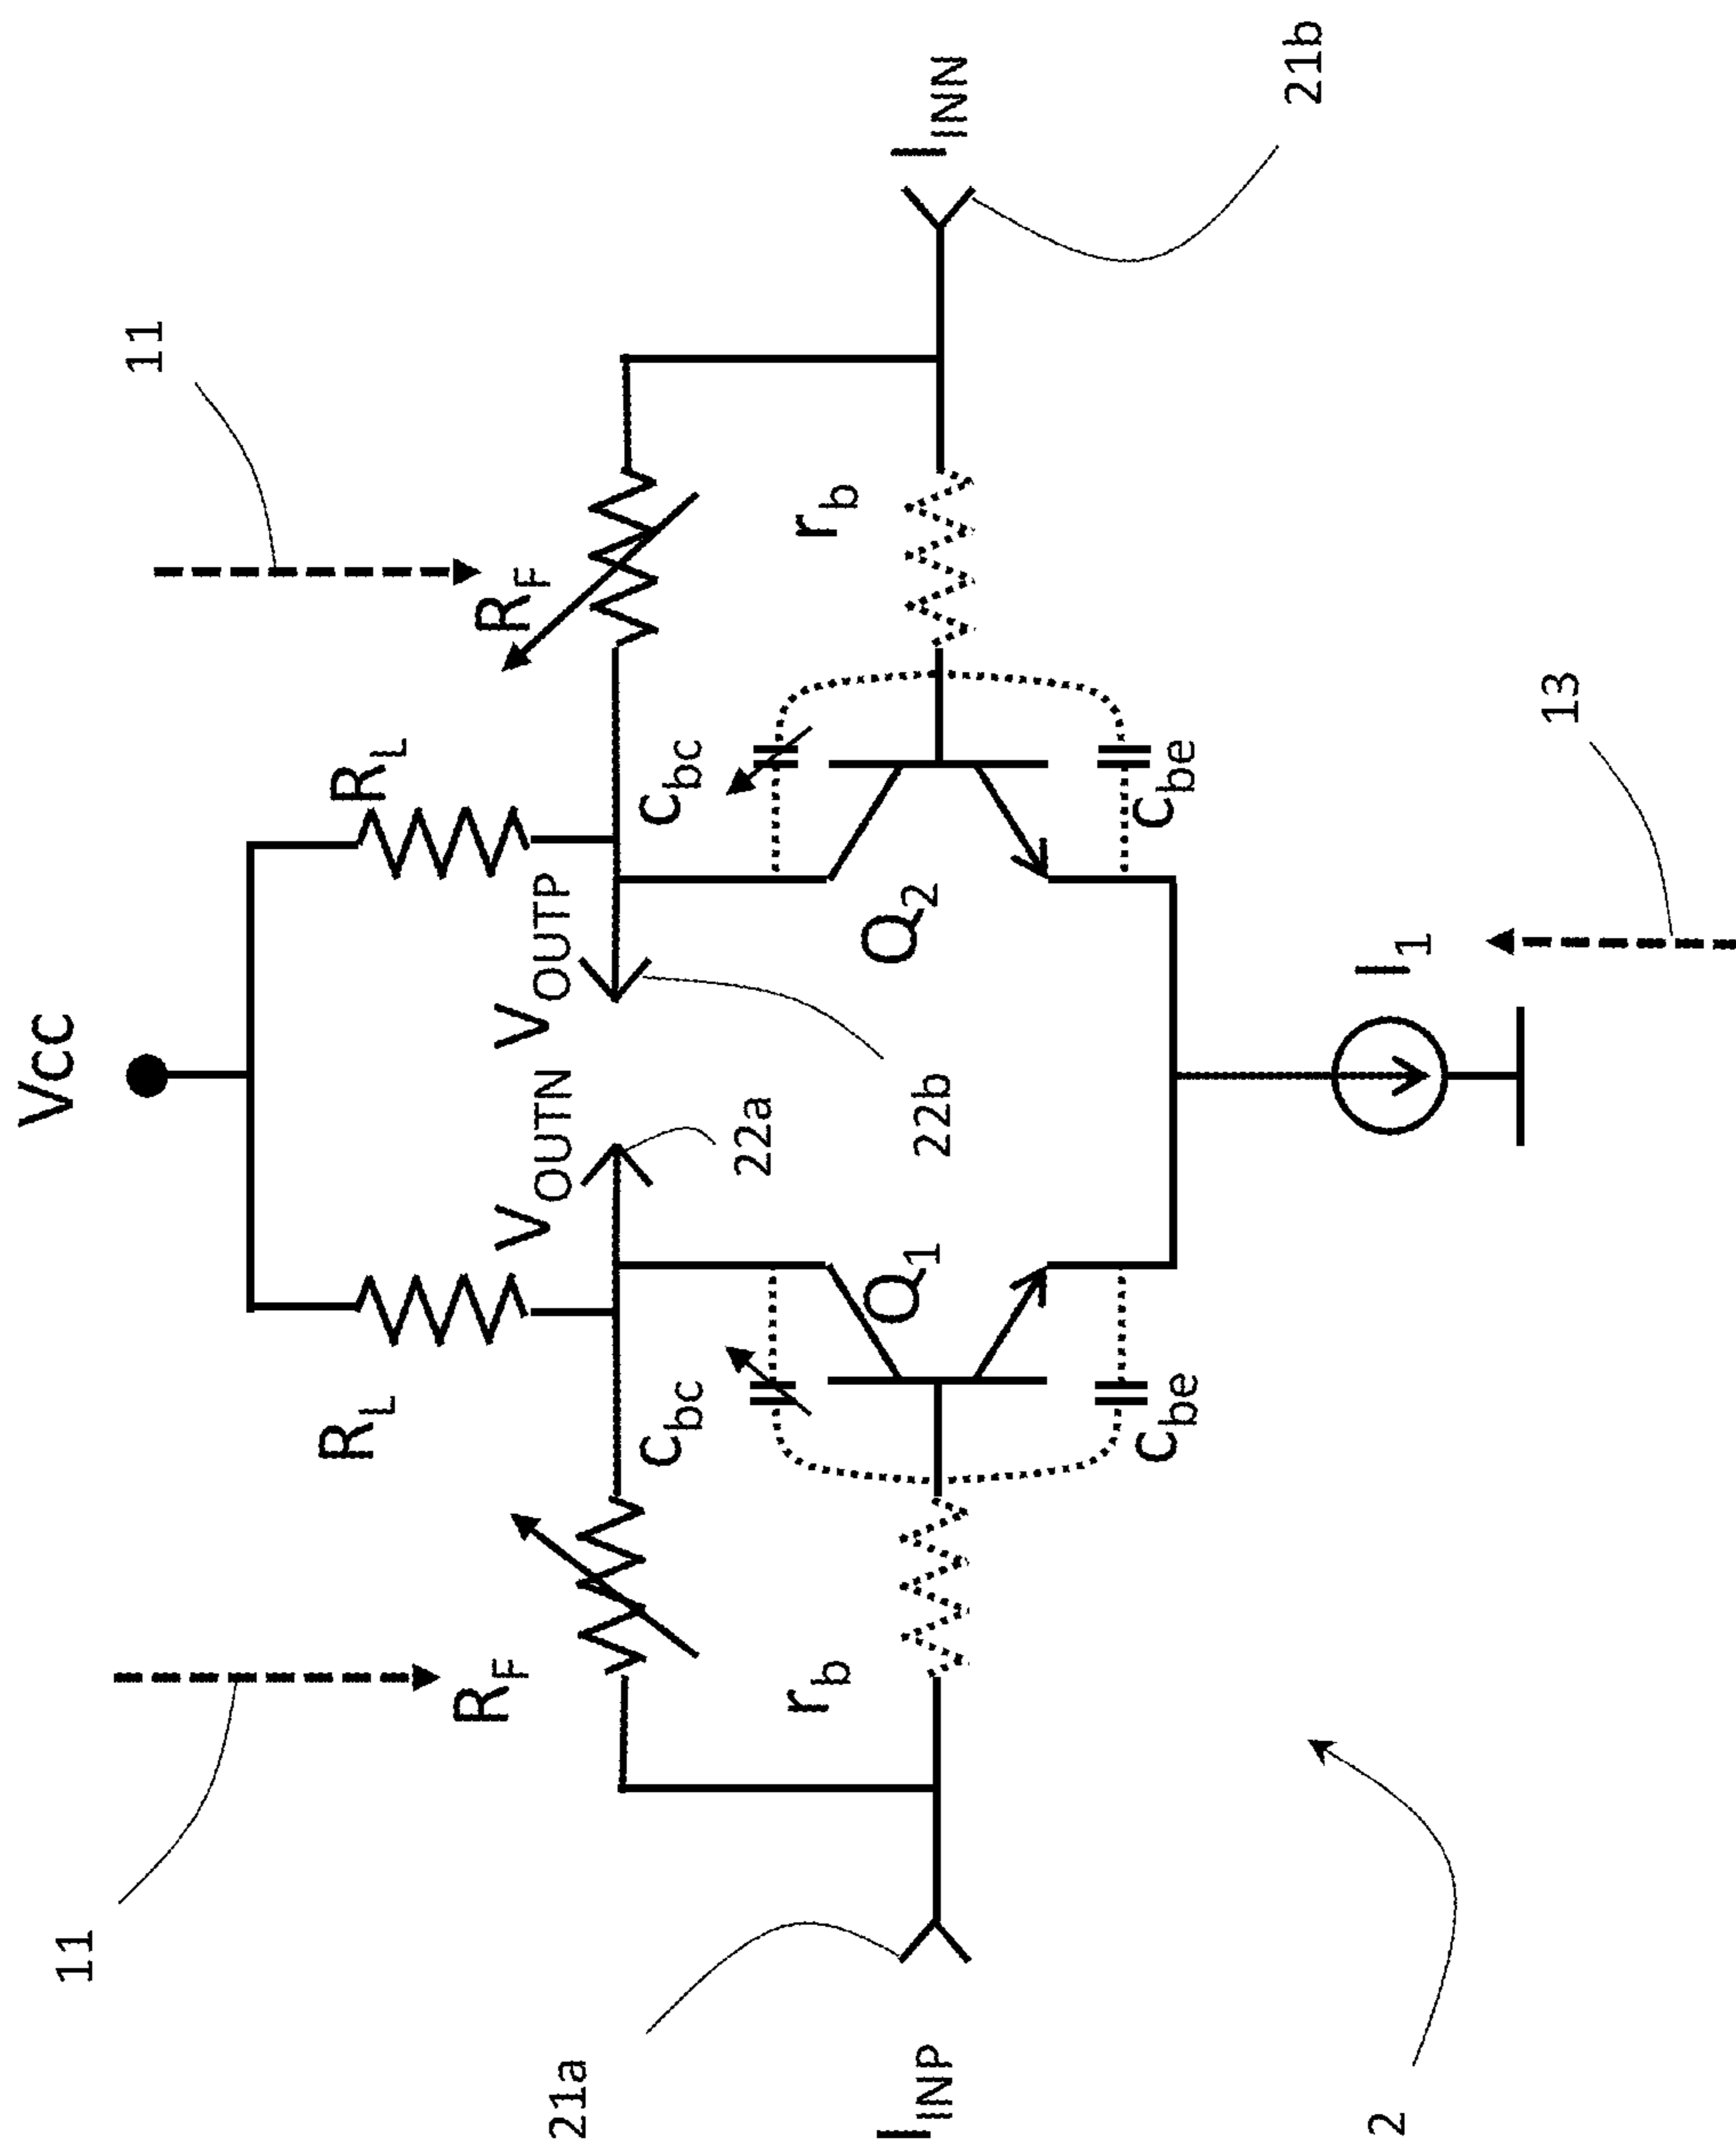 Vcc
11
11
R_L
R_L
V_OUTN
V_OUTP
R_F
R_F
22a
22b
C_bc
C_bc
r_b
r_b
Q_1
Q_2
21a
21b
I_INP
I_INN
C_be
C_be
I_1
13
2